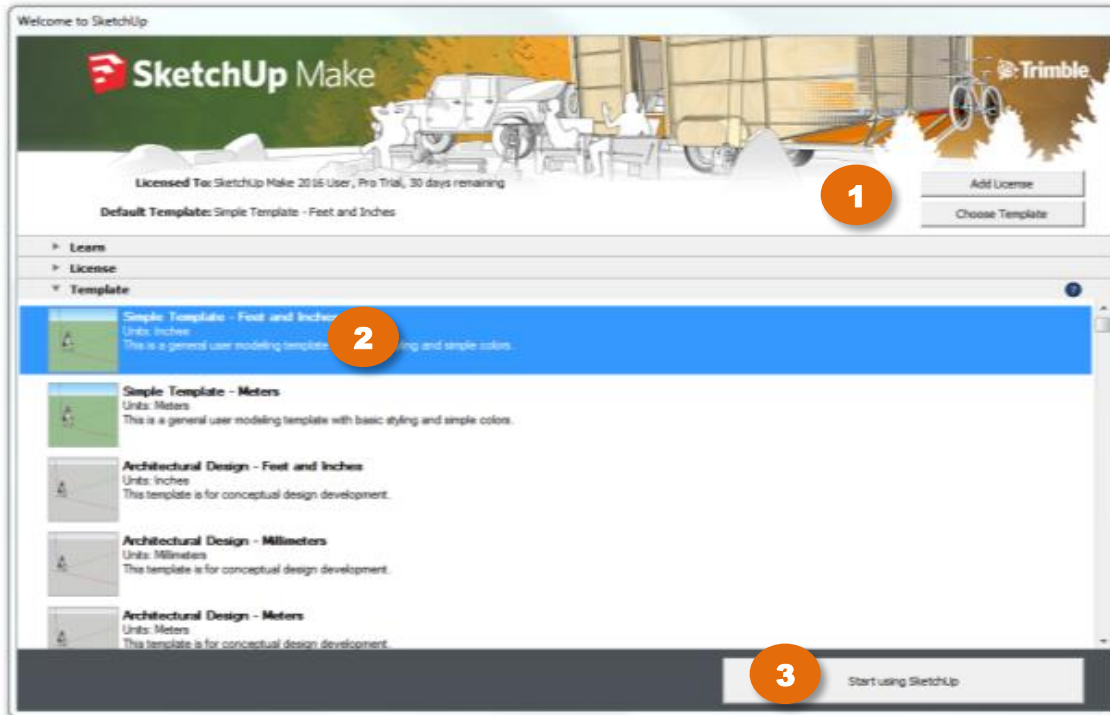 Welcome to SketchUp
SketchUp Make
Trimble
Licensed To: SketchUp Make 2016 User, Pro Trial, 30 days remaining
1
Add License
Default Template: Simple Template - Feet and Inches
Choose Template
Learn
License
Template
?
Simple Template - Feet and Inches
Units: Inches
2
This is a general user modeling template and simple colors.
Simple Template - Meters
Units: Meters
This is a general user modeling template with basic styling and simple colors.
Architectural Design - Feet and Inches
Units: Inches
This template is for conceptual design development.
Architectural Design - Millimeters
Units: Millimeters
This template is for conceptual design development.
Architectural Design - Meters
Units: Meters
This template is for conceptual design development.
3
Start using SketchUp